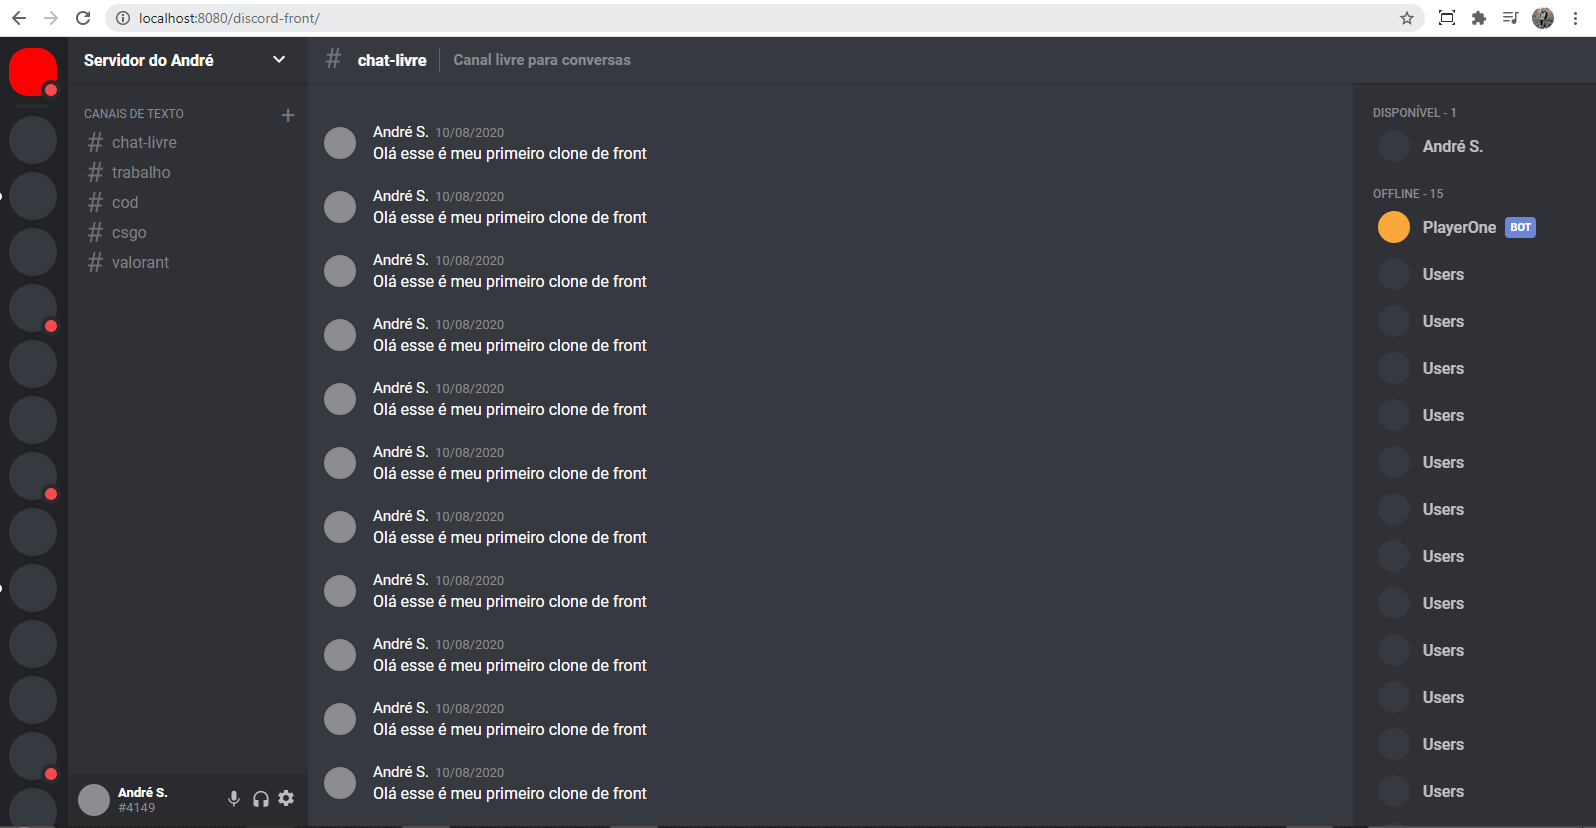 localhost:8080/discord-front/
Servidor do André
# chat-livre
Canal livre para conversas
CANAIS DE TEXTO +
# chat-livre
# trabalho
# cod
# csgo
# valorant
André S. 10/08/2020
Olá esse é meu primeiro clone de front
André S. 10/08/2020
Olá esse é meu primeiro clone de front
André S. 10/08/2020
Olá esse é meu primeiro clone de front
André S. 10/08/2020
Olá esse é meu primeiro clone de front
André S. 10/08/2020
Olá esse é meu primeiro clone de front
André S. 10/08/2020
Olá esse é meu primeiro clone de front
André S. 10/08/2020
Olá esse é meu primeiro clone de front
André S. 10/08/2020
Olá esse é meu primeiro clone de front
André S. 10/08/2020
Olá esse é meu primeiro clone de front
André S. 10/08/2020
Olá esse é meu primeiro clone de front
André S. 10/08/2020
Olá esse é meu primeiro clone de front
DISPONÍVEL - 1
André S.
OFFLINE - 15
PlayerOne BOT
Users
Users
Users
Users
Users
Users
Users
Users
Users
Users
Users
Users
André S.
#4149